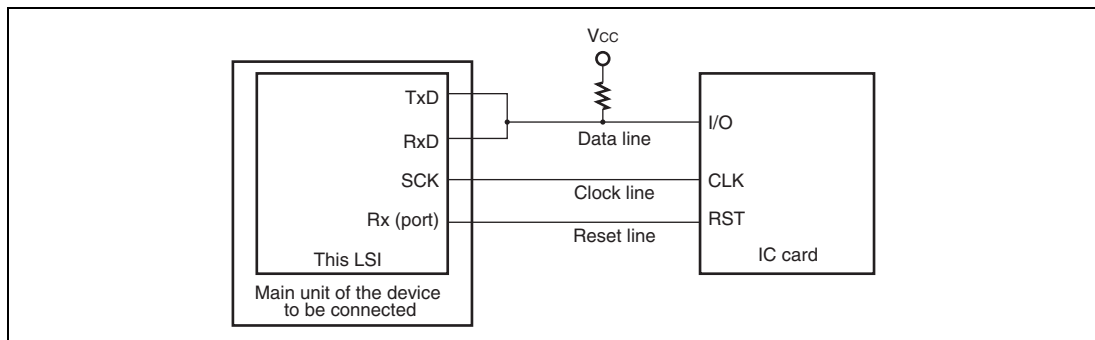 Vcc
TxD
RxD
SCK
Rx (port)
This LSI
Main unit of the device
to be connected
Data line
Clock line
Reset line
I/O
CLK
RST
IC card